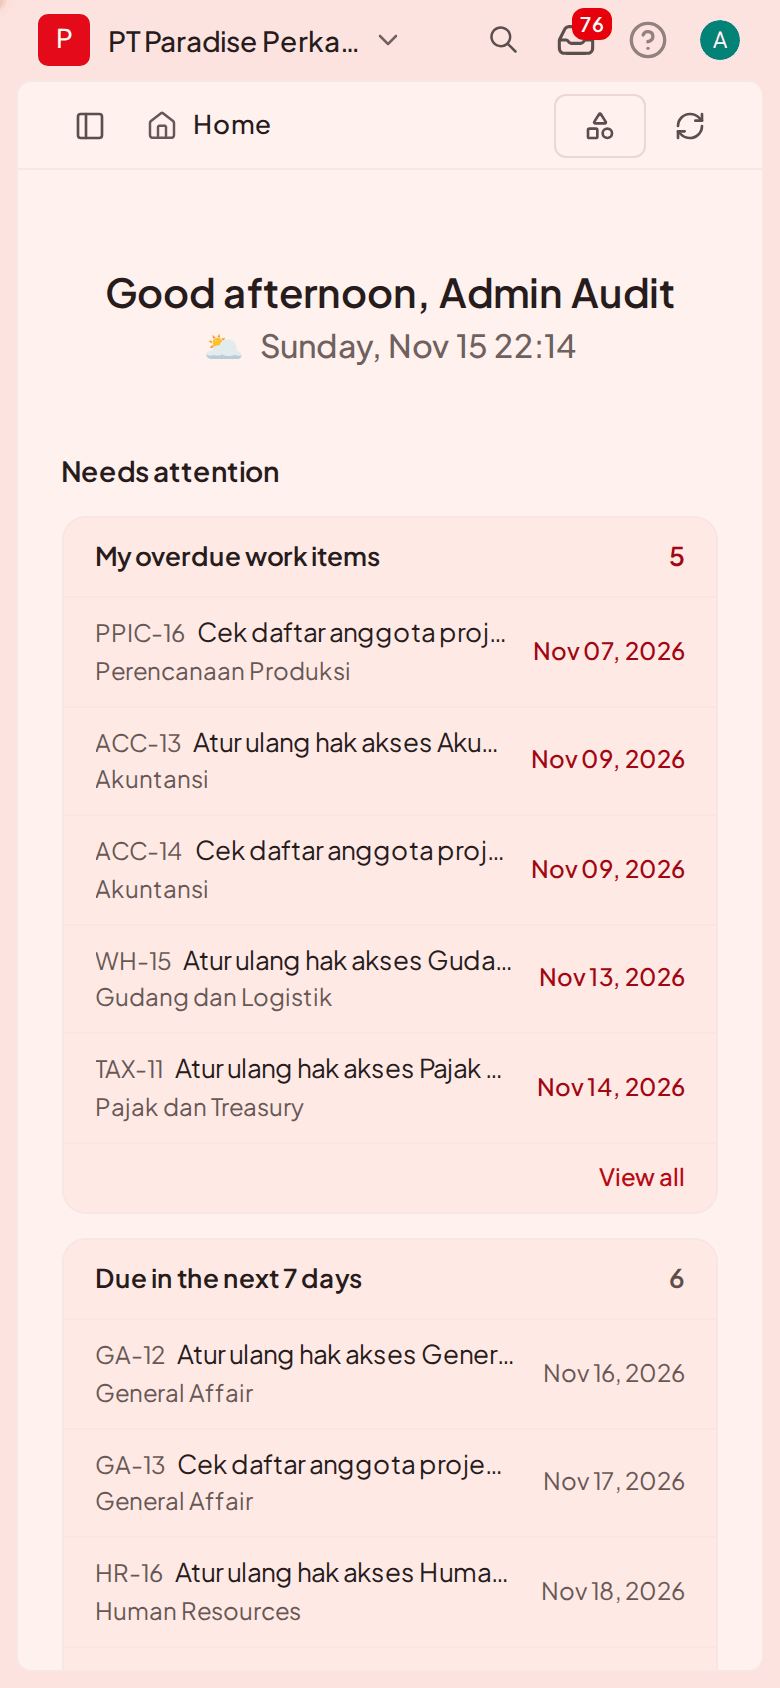 P PT Paradise Perka... 76 A
Home
Good afternoon, Admin Audit
Sunday, Nov 15 22:14
Needs attention
My overdue work items 5
PPIC-16 Cek daftar anggota proj... Nov 07, 2026
Perencanaan Produksi
ACC-13 Atur ulang hak akses Aku... Nov 09, 2026
Akuntansi
ACC-14 Cek daftar anggota proj... Nov 09, 2026
Akuntansi
WH-15 Atur ulang hak akses Guda... Nov 13, 2026
Gudang dan Logistik
TAX-11 Atur ulang hak akses Pajak ... Nov 14, 2026
Pajak dan Treasury
View all
Due in the next 7 days 6
GA-12 Atur ulang hak akses Gener... Nov 16, 2026
General Affair
GA-13 Cek daftar anggota proje... Nov 17, 2026
General Affair
HR-16 Atur ulang hak akses Huma... Nov 18, 2026
Human Resources